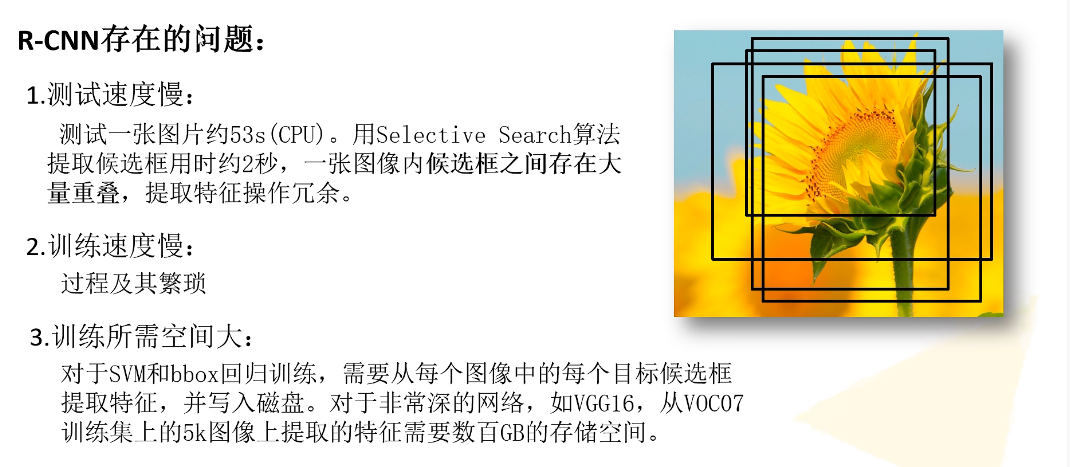 R-CNN存在的问题：
1.测试速度慢：
测试一张图片约53s(CPU)。用Selective Search算法
提取候选框用时约2秒，一张图像内候选框之间存在大
量重叠，提取特征操作冗余。
2.训练速度慢：
过程及其繁琐
3.训练所需空间大：
对于SVM和bbox回归训练，需要从每个图像中的每个目标候选框
提取特征，并写入磁盘。对于非常深的网络，如VGG16，从VOC07
训练集上的5k图像上提取的特征需要数百GB的存储空间。